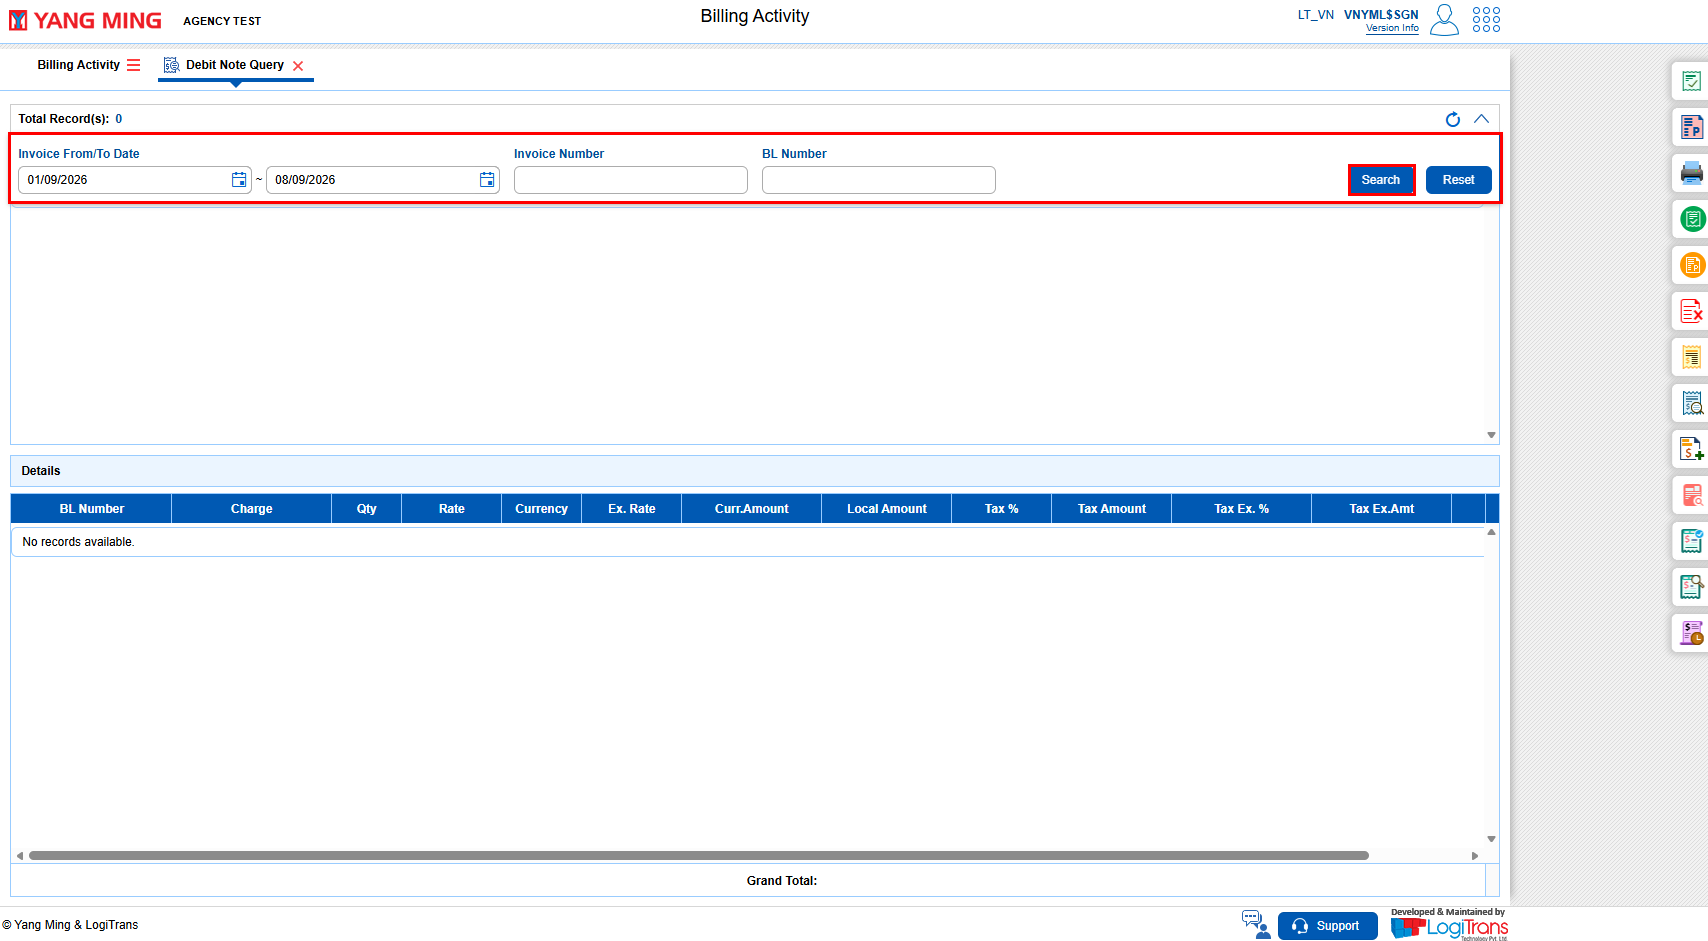 YANG MING AGENCY TEST Billing Activity LT_VN VNYML$SGN
Version Info
Billing Activity Debit Note Query
Total Record(s): 0
Invoice From/To Date Invoice Number BL Number
01/09/2026 ~ 08/09/2026 Search Reset
Details
BL Number Charge Qty Rate Currency Ex. Rate Curr.Amount Local Amount Tax % Tax Amount Tax Ex. % Tax Ex.Amt
No records available.
Grand Total:
© Yang Ming & LogiTrans
Support
Developed & Maintained by
LogiTrans
Technology Pvt. Ltd.